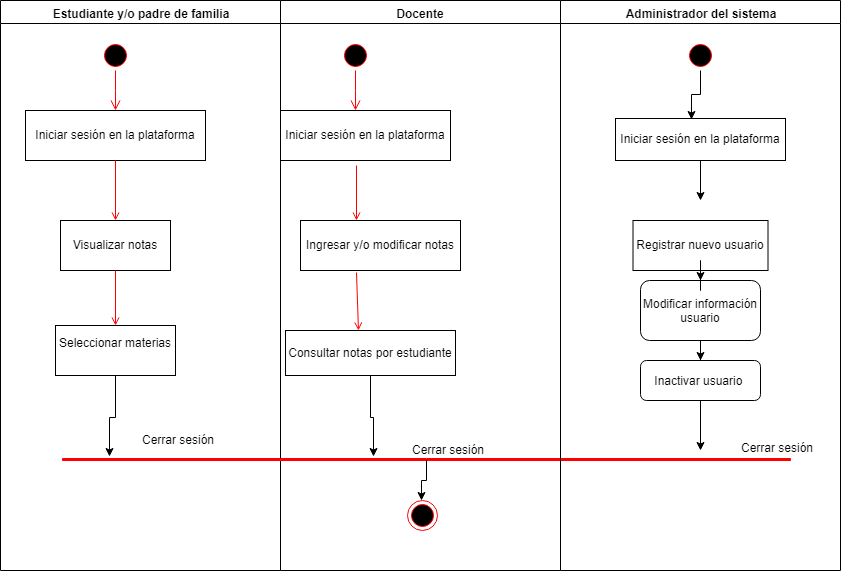 Estudiante y/o padre de familia
Docente
Administrador del sistema
Iniciar sesión en la plataforma
Iniciar sesión en la plataforma
Iniciar sesión en la plataforma
Visualizar notas
Ingresar y/o modificar notas
Registrar nuevo usuario
Modificar información
usuario
Seleccionar materias
Consultar notas por estudiante
Inactivar usuario
Cerrar sesión
Cerrar sesión
Cerrar sesión